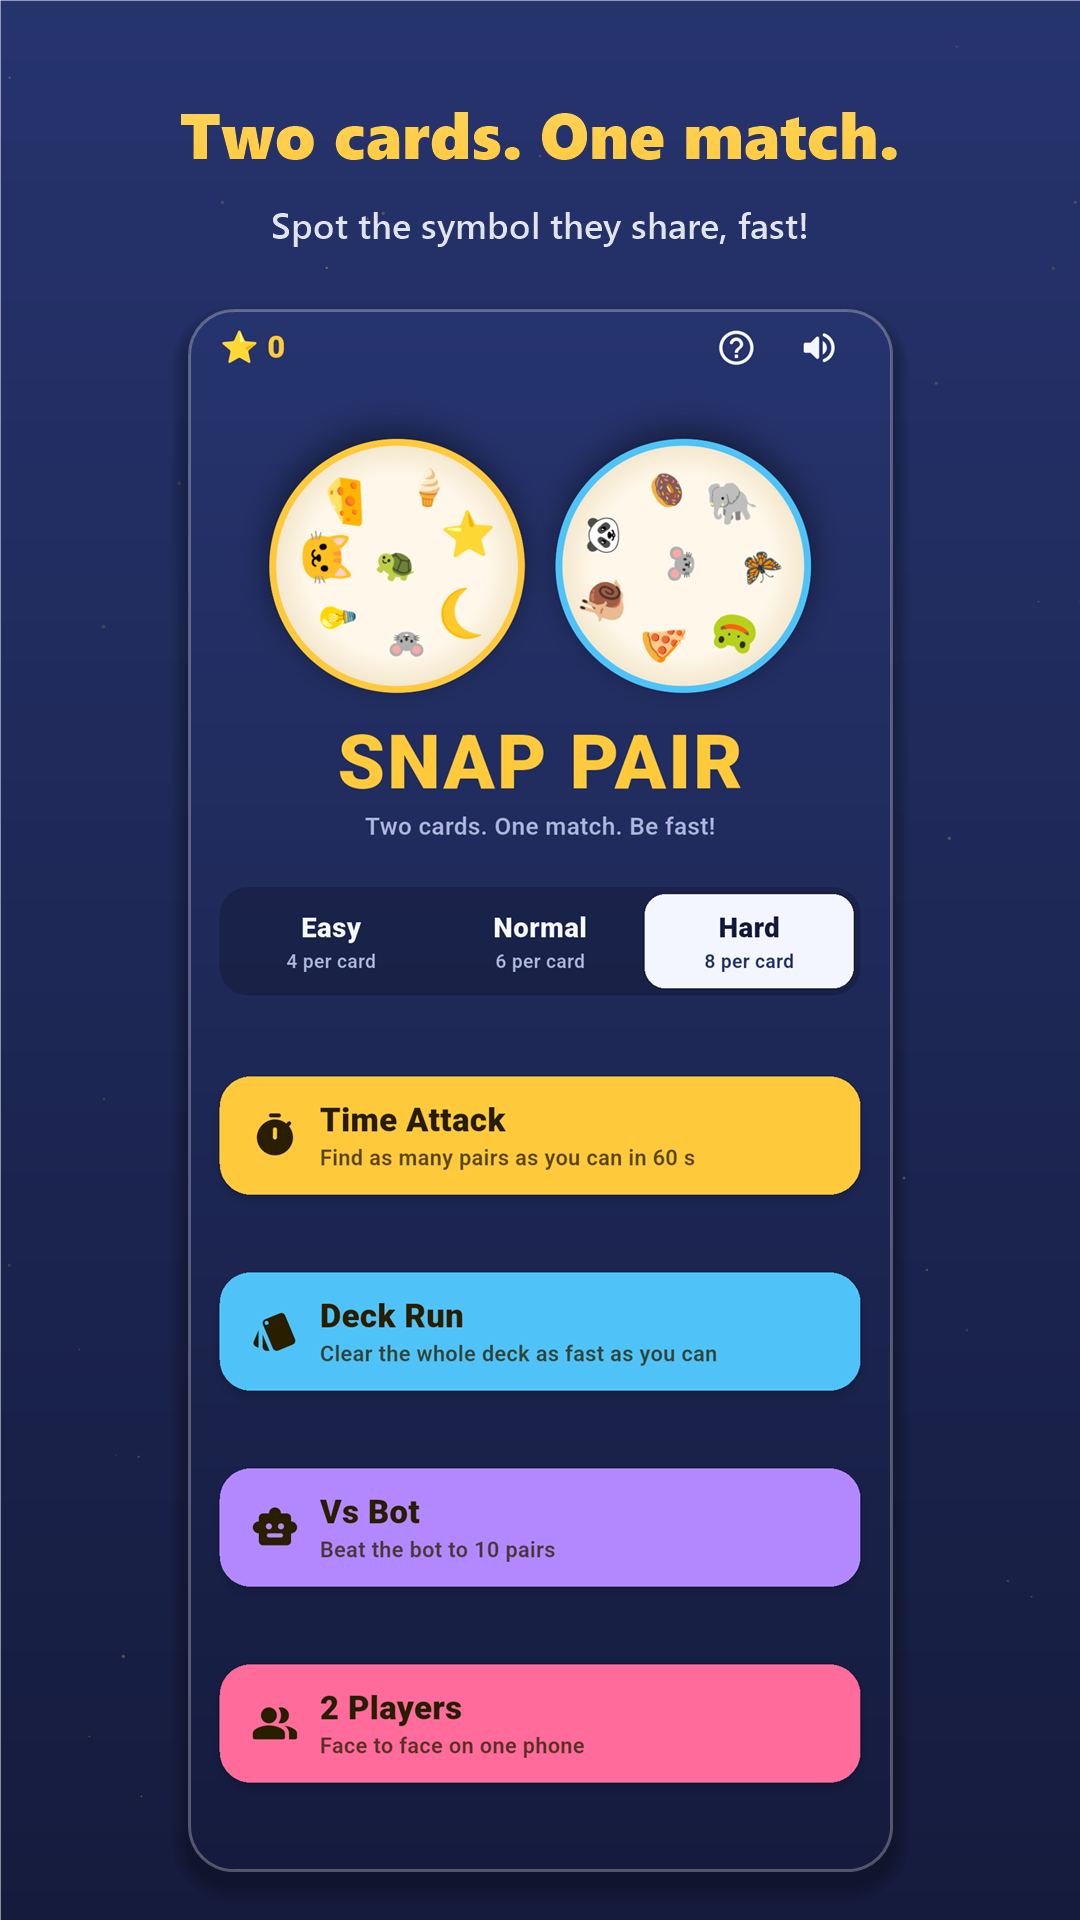 Two cards. One match.
Spot the symbol they share, fast!
0
SNAP PAIR
Two cards. One match. Be fast!
Easy
4 per card
Normal
6 per card
Hard
8 per card
Time Attack
Find as many pairs as you can in 60 s
Deck Run
Clear the whole deck as fast as you can
Vs Bot
Beat the bot to 10 pairs
2 Players
Face to face on one phone